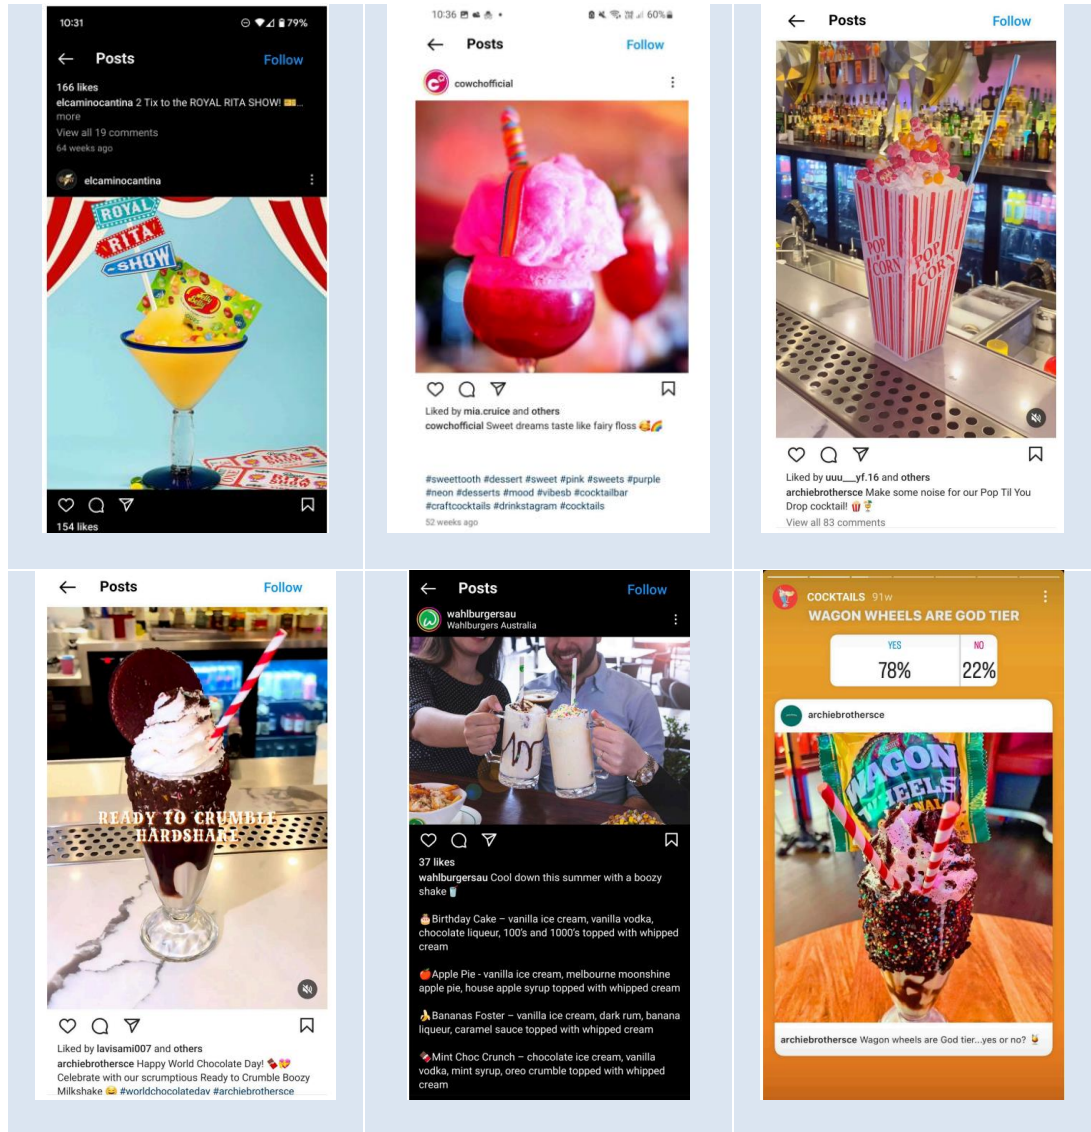 10:31
79%
Posts
Follow
166 likes
elcaminocantina 2 Tix to the ROYAL RITA SHOW! 🎫...
more
View all 19 comments
64 weeks ago
elcaminocantina
ROYAL
RITA
SHOW
Jelly Belly
154 likes
10:36
60%
Posts
Follow
cowchofficial
Liked by mia.cruice and others
cowchofficial Sweet dreams taste like fairy floss 🥰🌈
#sweettooth #dessert #sweet #pink #sweets #purple
#neon #desserts #mood #vibesb #cocktailbar
#craftcocktails #drinkstagram #cocktails
52 weeks ago
Posts
Follow
POP
CORN
POP
CORN
Liked by uuu__yf.16 and others
archiebrothersce Make some noise for our Pop Til You
Drop cocktail! 🍿🍹
View all 83 comments
Posts
Follow
READY TO CRUMBLE
HARDSHAKE
Liked by lavisami007 and others
archiebrothersce Happy World Chocolate Day! 🍫💝
Celebrate with our scrumptious Ready to Crumble Boozy
Milkshake 😄 #worldchocolateday #archiebrothersce
Posts
Follow
wahlburgersau
Wahlburgers Australia
37 likes
wahlburgersau Cool down this summer with a boozy
shake 🥤
🎂Birthday Cake – vanilla ice cream, vanilla vodka,
chocolate liqueur, 100's and 1000's topped with whipped
cream
🍎Apple Pie - vanilla ice cream, melbourne moonshine
apple pie, house apple syrup topped with whipped cream
🍌Bananas Foster – vanilla ice cream, dark rum, banana
liqueur, caramel sauce topped with whipped cream
🍫Mint Choc Crunch – chocolate ice cream, vanilla
vodka, mint syrup, oreo crumble topped with whipped
cream
COCKTAILS 91w
WAGON WHEELS ARE GOD TIER
YES
NO
78%
22%
archiebrothersce
WAGON
WHEELS
archiebrothersce Wagon wheels are God tier...yes or no? 🍹